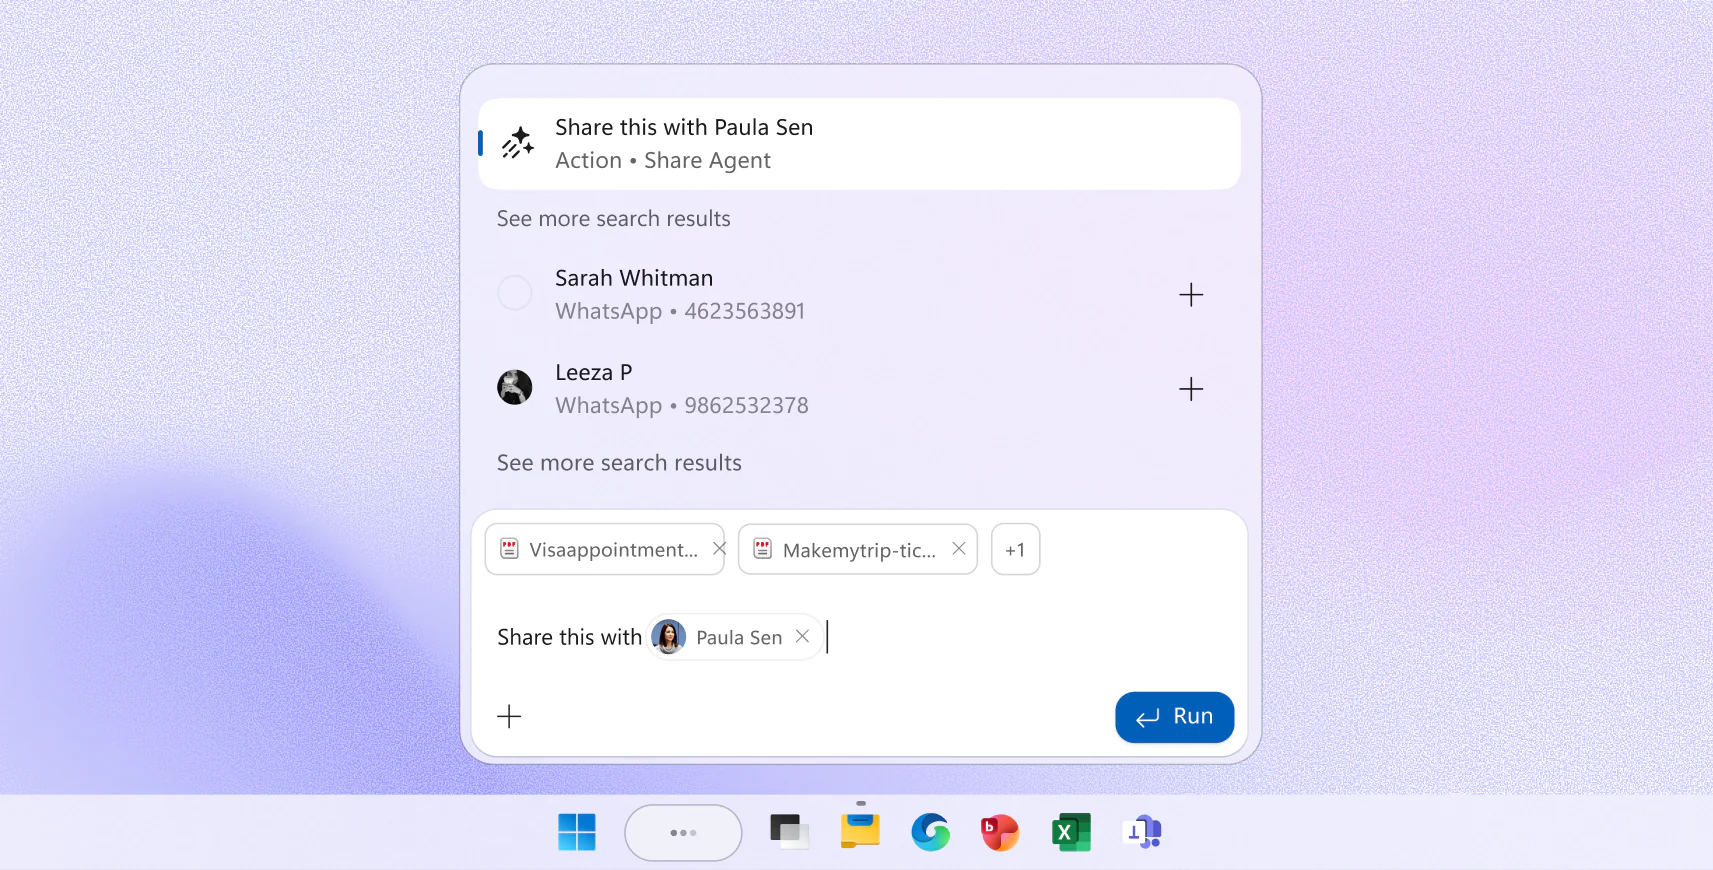 Share this with Paula Sen
Action • Share Agent
See more search results
Sarah Whitman
WhatsApp • 4623563891
Leeza P
WhatsApp • 9862532378
See more search results
Visaappointment... Makemytrip-tic... +1
Share this with Paula Sen
Run